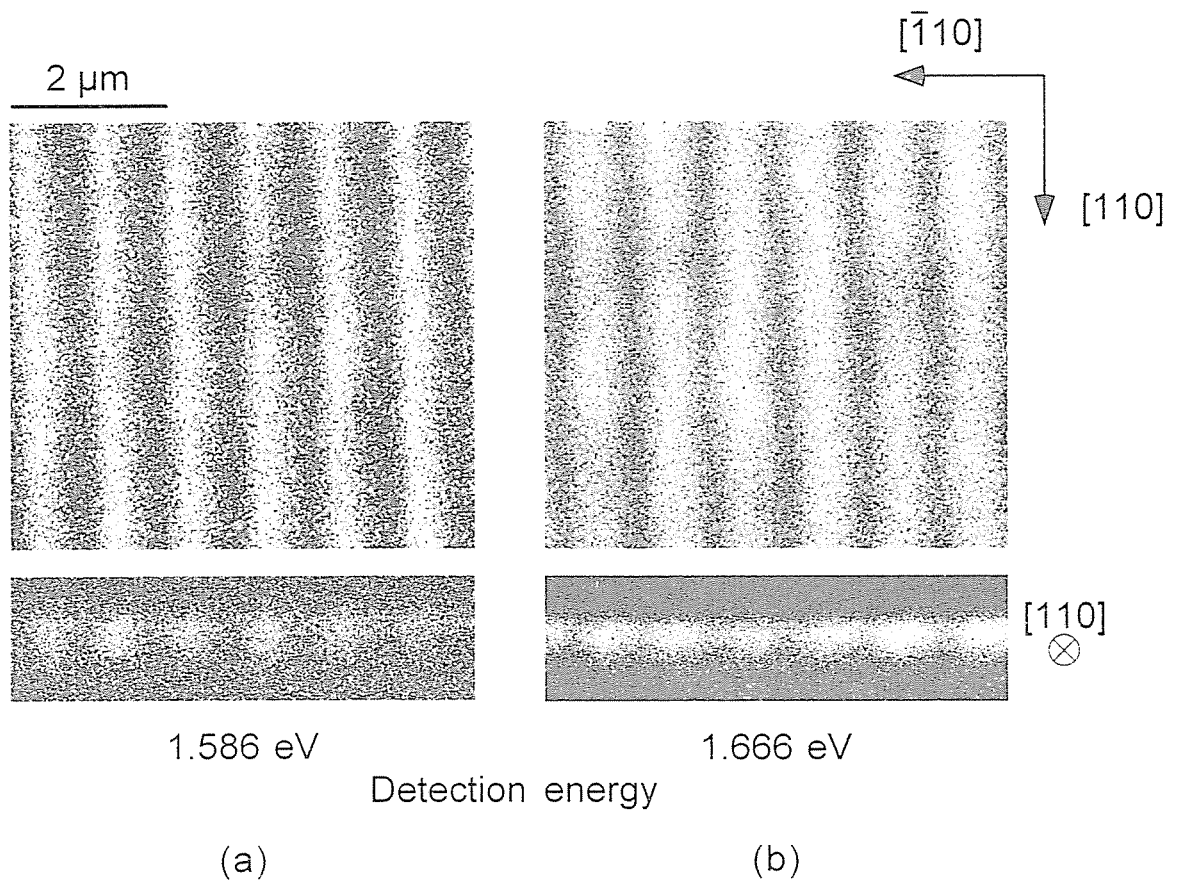 [1̄10]
2 µm
[110]
[110]
1.586 eV
1.666 eV
Detection energy
(a)
(b)